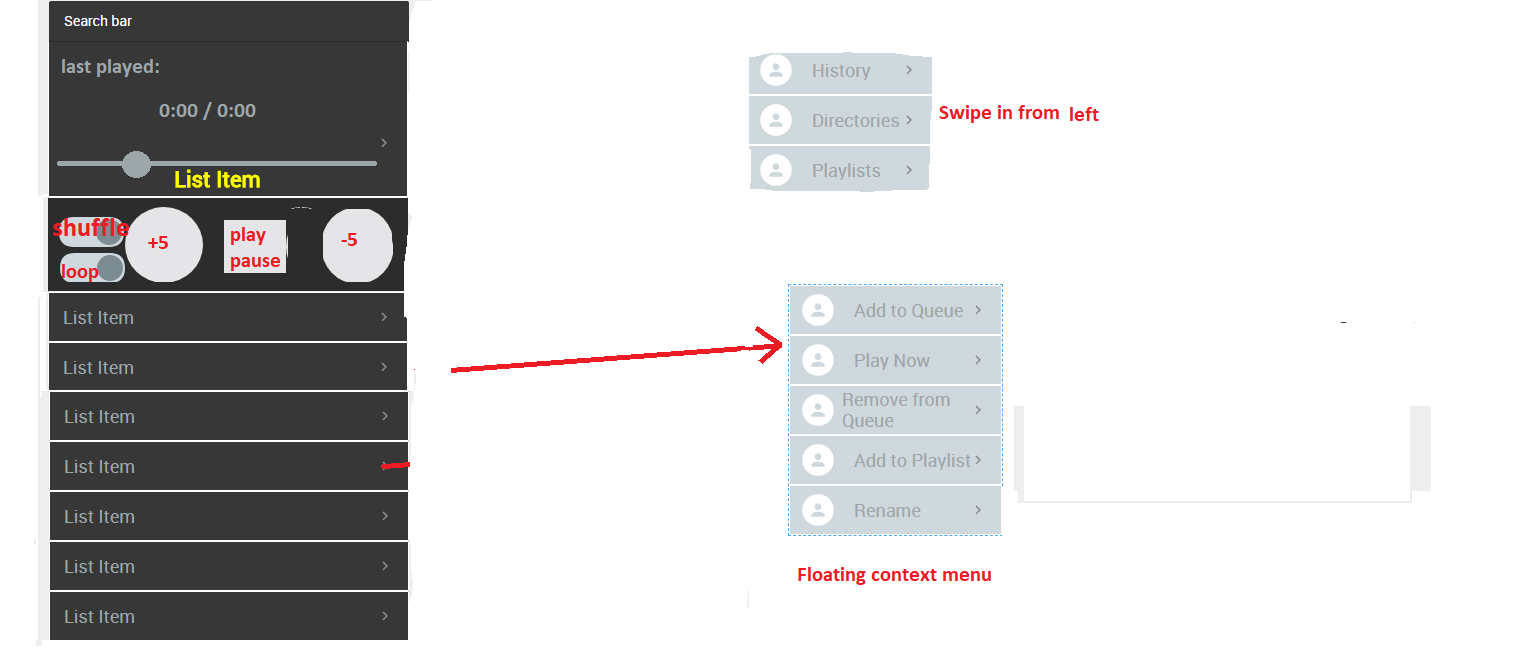 Search bar
last played:
0:00 / 0:00
List Item
shuffle
loop
+5
play
pause
-5
List Item
List Item
List Item
List Item
List Item
List Item
List Item
History
Directories
Playlists
Swipe in from left
Add to Queue
Play Now
Remove from
Queue
Add to Playlist
Rename
Floating context menu